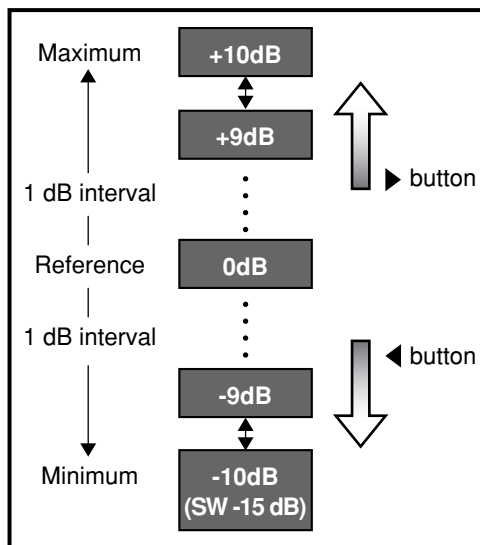 Maximum
+10dB
+9dB
1 dB interval
button
Reference
0dB
1 dB interval
button
-9dB
Minimum
-10dB
(SW -15 dB)